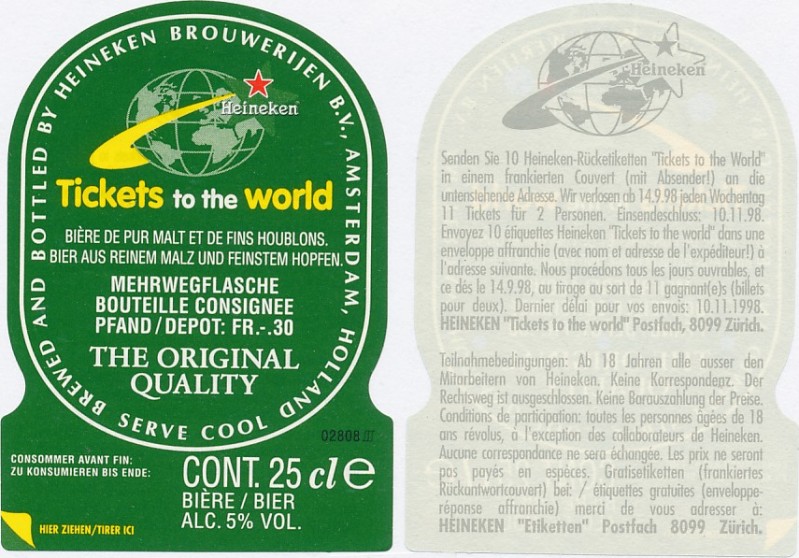 BREWED AND BOTTLED BY HEINEKEN BROUWERIJEN B.V., AMSTERDAM, HOLLAND
Heineken
Tickets to the world
BIÈRE DE PUR MALT ET DE FINS HOUBLONS.
BIER AUS REINEM MALZ UND FEINSTEM HOPFEN.
MEHRWEGFLASCHE
BOUTEILLE CONSIGNEE
PFAND/DEPOT: FR.-.30
THE ORIGINAL
QUALITY
SERVE COOL
02808 III
CONSOMMER AVANT FIN:
ZU KONSUMIEREN BIS ENDE:
CONT. 25 cl e
BIÈRE / BIER
ALC. 5% VOL.
HIER ZIEHEN/TIRER ICI
Heineken
Senden Sie 10 Heineken-Rücketiketten "Tickets to the World"
in einem frankierten Couvert (mit Absender!) an die
untenstehende Adresse. Wir verlosen ab 14.9.98 jeden Wochentag
11 Tickets für 2 Personen. Einsendeschluss: 10.11.98.
Envoyez 10 étiquettes Heineken "Tickets to the world" dans une
enveloppe affranchie (avec nom et adresse de l'expéditeur!) à
l'adresse suivante. Nous procédons tous les jours ouvrables, et
ce dès le 14.9.98, au tirage au sort de 11 gagnant(e)s (billets
pour deux). Dernier délai pour vos envois: 10.11.1998.
HEINEKEN "Tickets to the world" Postfach, 8099 Zürich.
Teilnahmebedingungen: Ab 18 Jahren alle ausser den
Mitarbeitern von Heineken. Keine Korrespondenz. Der
Rechtsweg ist ausgeschlossen. Keine Barauszahlung der Preise.
Conditions de participation: toutes les personnes âgées de 18
ans révolus, à l'exception des collaborateurs de Heineken.
Aucune correspondance ne sera échangée. Les prix ne seront
pas payés en espèces. Gratisetiketten (frankiertes
Rückantwortcouvert) bei: / étiquettes gratuites (enveloppe-
réponse affranchie) merci de vous adresser à:
HEINEKEN "Etiketten" Postfach 8099 Zürich.